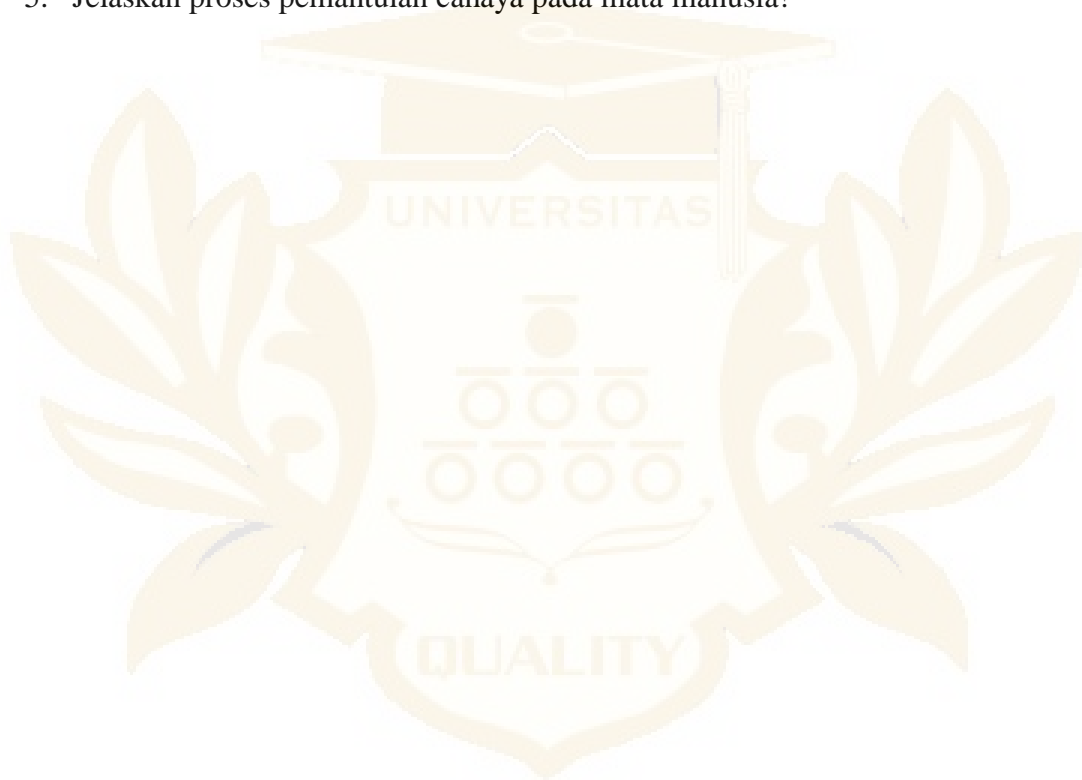 5. Jelaskan proses pemantulan cahaya pada mata manusia?
UNIVERSITAS
QUALITY